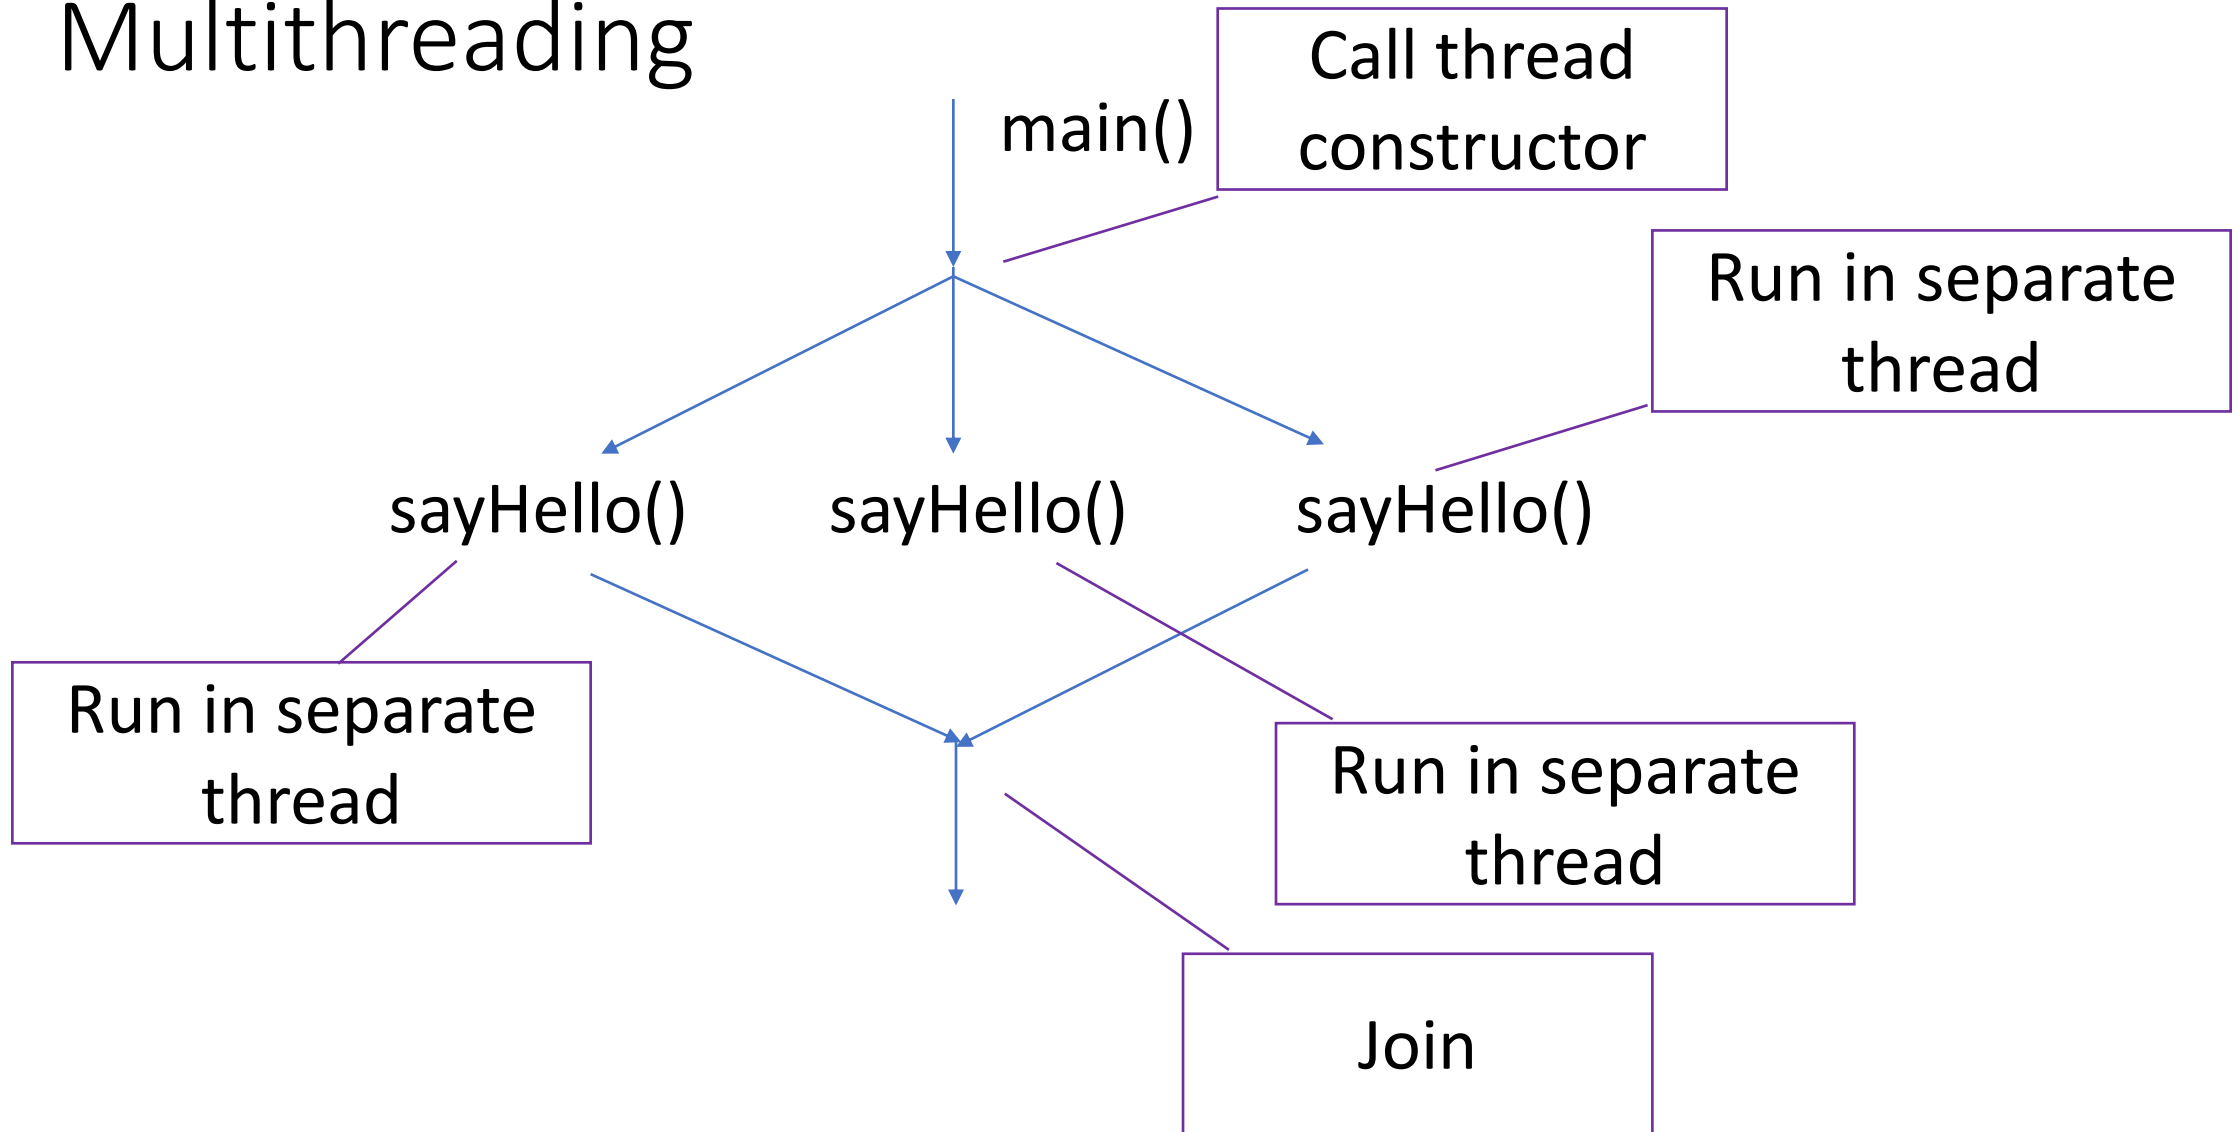 Multithreading
main()
Call thread
constructor
Run in separate
thread
sayHello()
sayHello()
sayHello()
Run in separate
thread
Run in separate
thread
Join